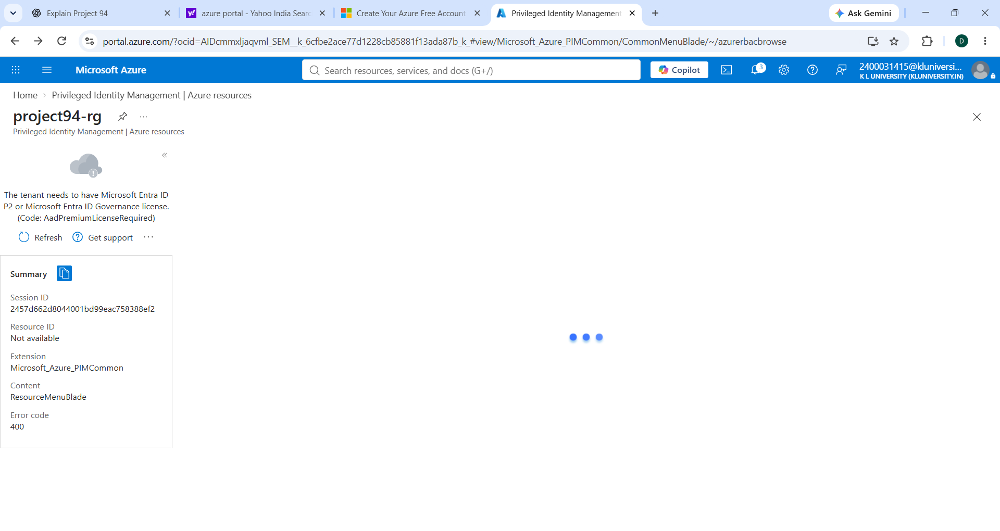 Explain Project 94
azure portal - Yahoo India Searc
Create Your Azure Free Account
Privileged Identity Management
Ask Gemini
portal.azure.com/?ocid=AIDcmmxljaqvml_SEM__k_6cfbe2ace77d1228cb85881f13ada87b_k_#view/Microsoft_Azure_PIMCommon/CommonMenuBlade/~/azurerbacbrowse
D
Microsoft Azure
Search resources, services, and docs (G+/)
Copilot
3
2400031415@kluniversi...
K L UNIVERSITY (KLUNIVERSITY.IN)
Home > Privileged Identity Management | Azure resources
project94-rg
Privileged Identity Management | Azure resources
The tenant needs to have Microsoft Entra ID
P2 or Microsoft Entra ID Governance license.
(Code: AadPremiumLicenseRequired)
Refresh
Get support
Summary
Session ID
2457d662d8044001bd99eac758388ef2
Resource ID
Not available
Extension
Microsoft_Azure_PIMCommon
Content
ResourceMenuBlade
Error code
400